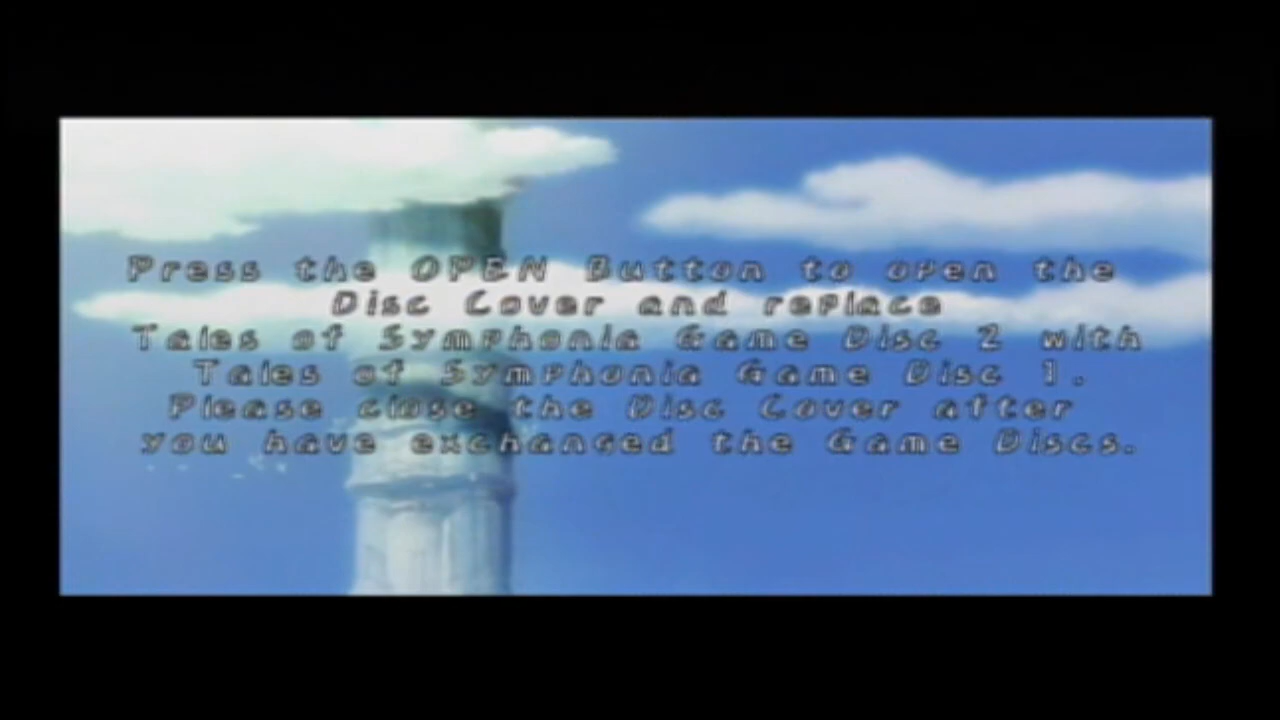 Press the OPEN Button to open the
Disc Cover and replace
Tales of Symphonia Game Disc 2 with
Tales of Symphonia Game Disc 1.
Please close the Disc Cover after
you have exchanged the Game Discs.